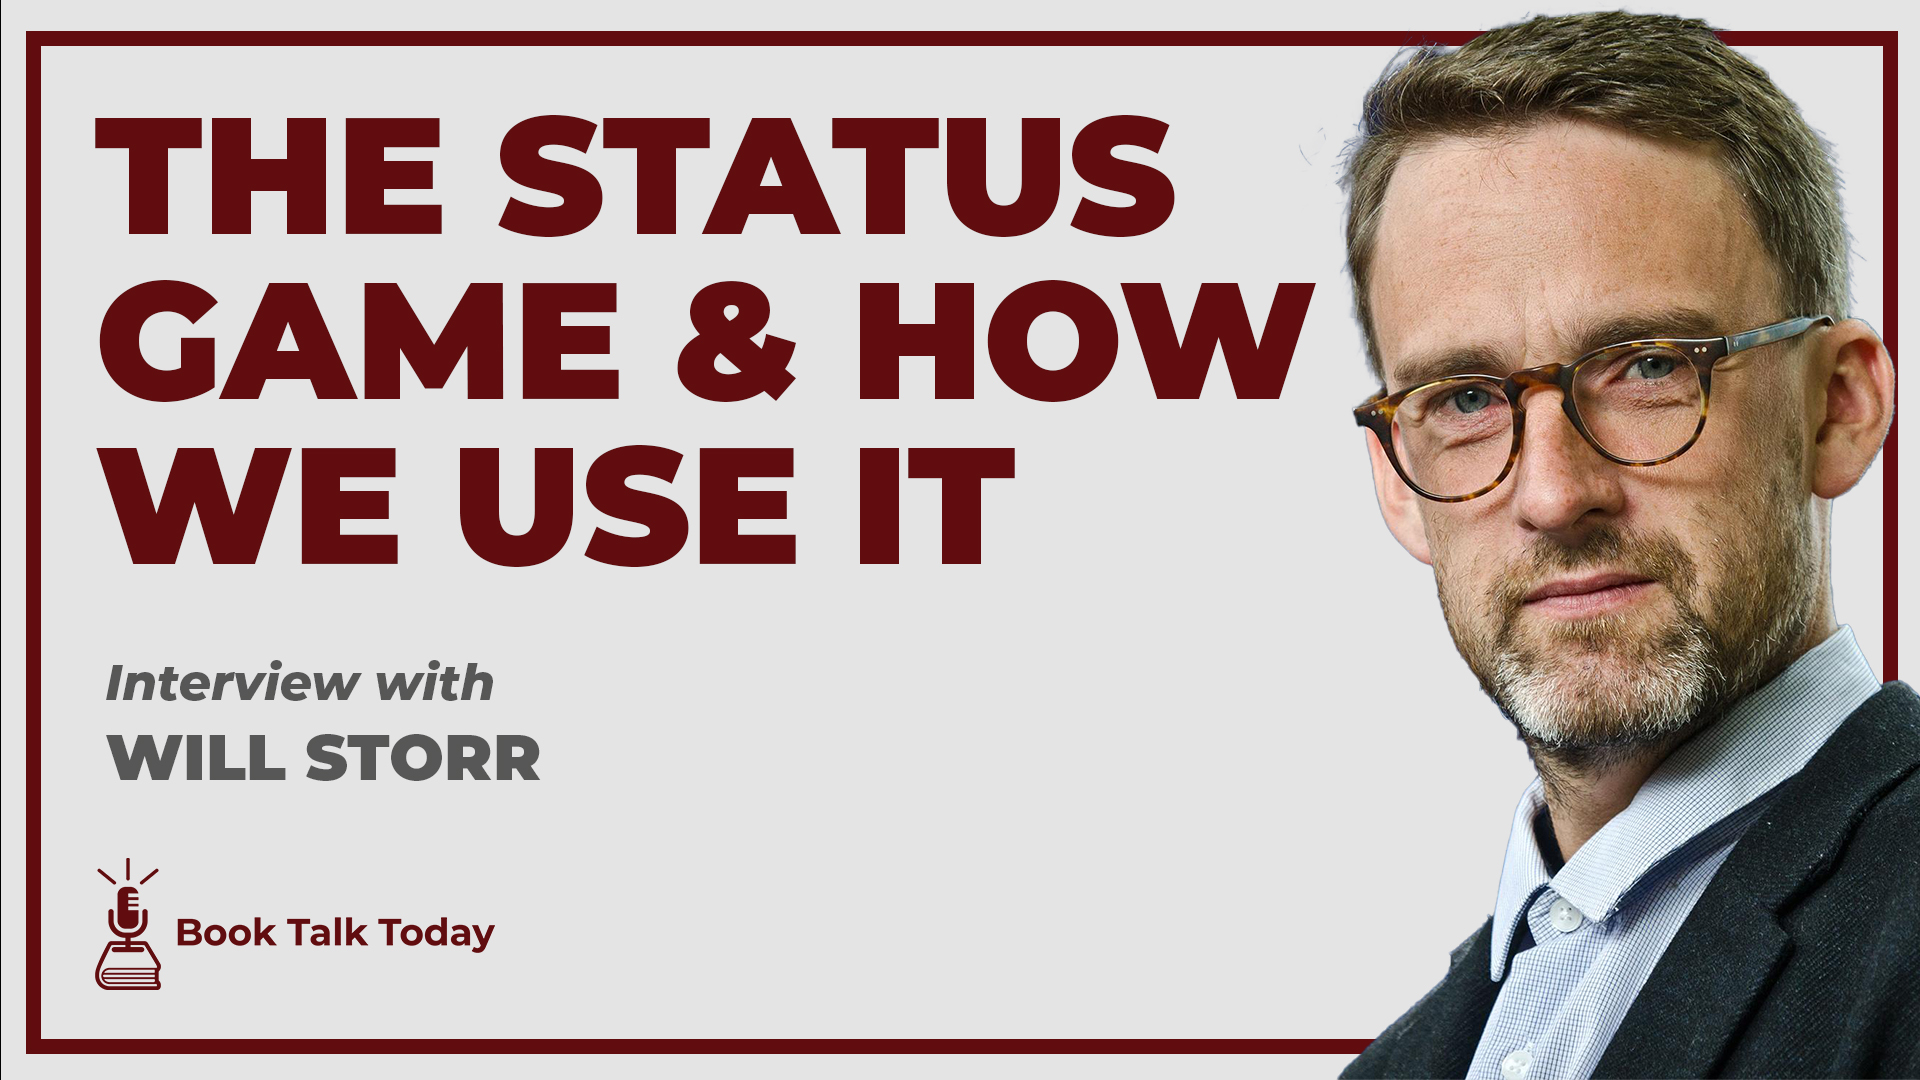 THE STATUS
GAME & HOW
WE USE IT
Interview with
WILL STORR
Book Talk Today